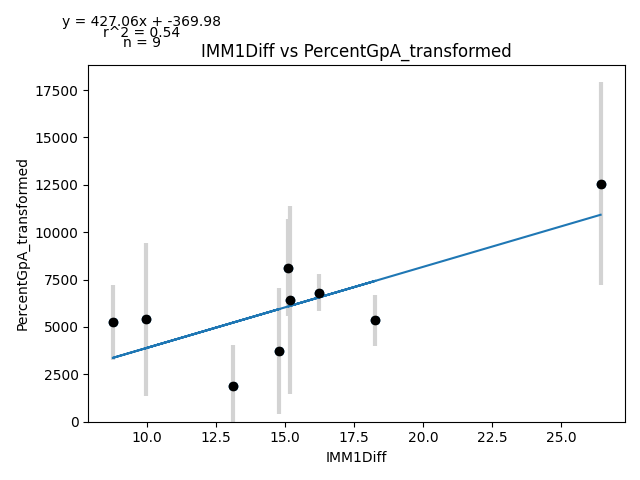 y = 427.06x + -369.98
r^2 = 0.54
n = 9
IMM1Diff vs PercentGpA_transformed
PercentGpA_transformed
17500
15000
12500
10000
7500
5000
2500
0
10.0 12.5 15.0 17.5 20.0 22.5 25.0
IMM1Diff